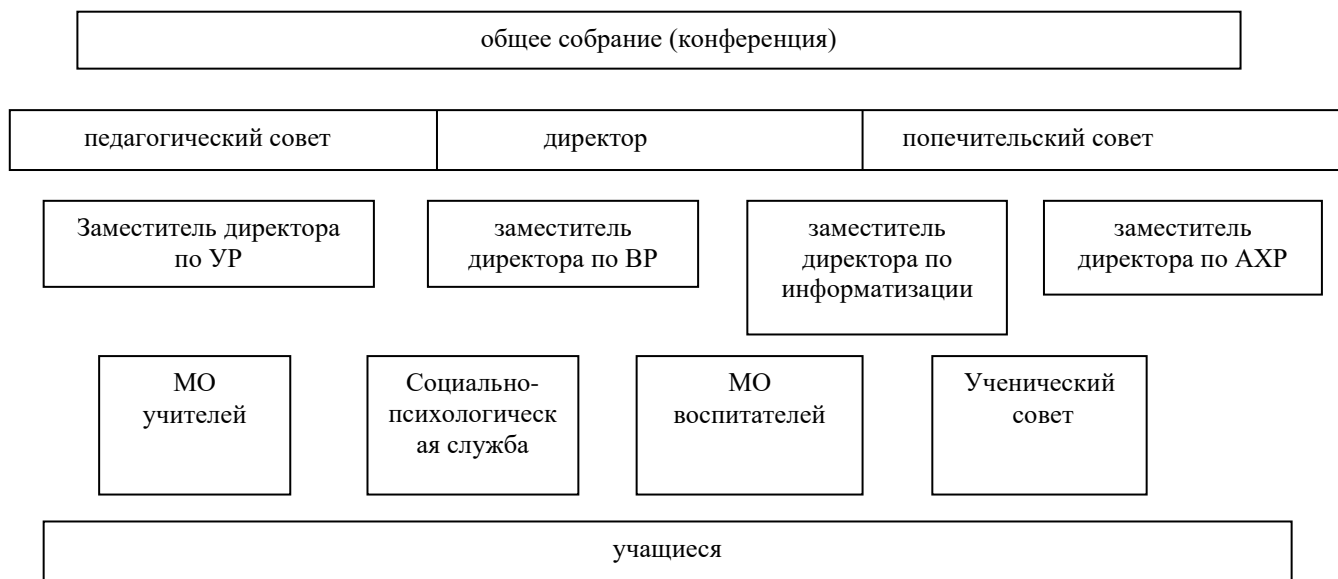 общее собрание (конференция)
педагогический совет
директор
попечительский совет
Заместитель директора
по УР
заместитель
директора по ВР
заместитель
директора по
информатизации
заместитель
директора по АХР
МО
учителей
Социально-
психологическ
ая служба
МО
воспитателей
Ученический
совет
учащиеся